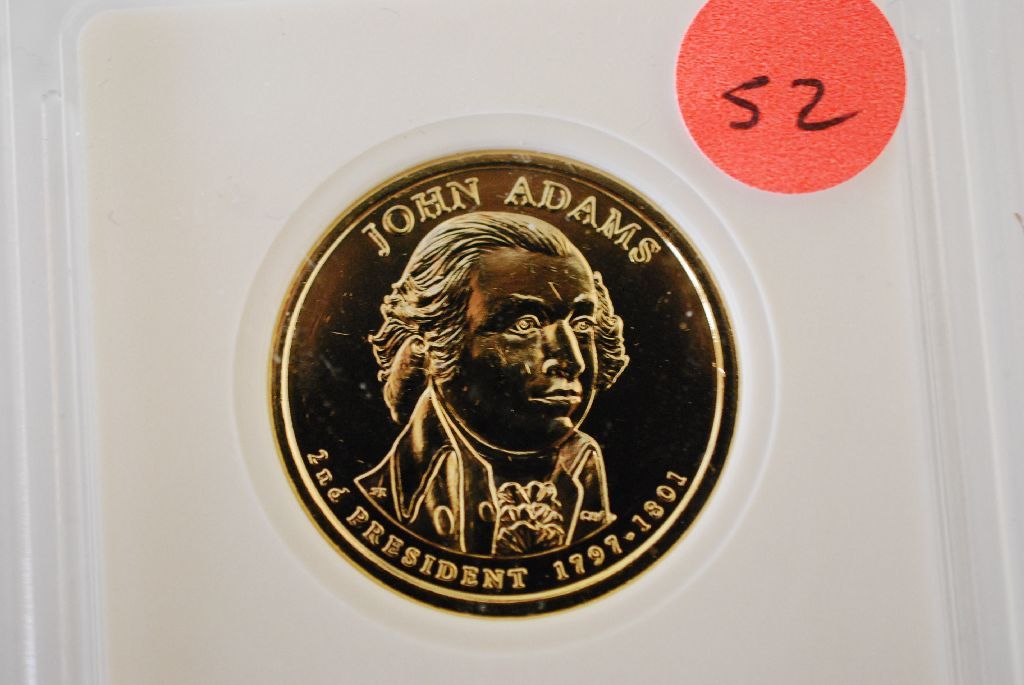 52
JOHN ADAMS
2nd PRESIDENT 1797-1801